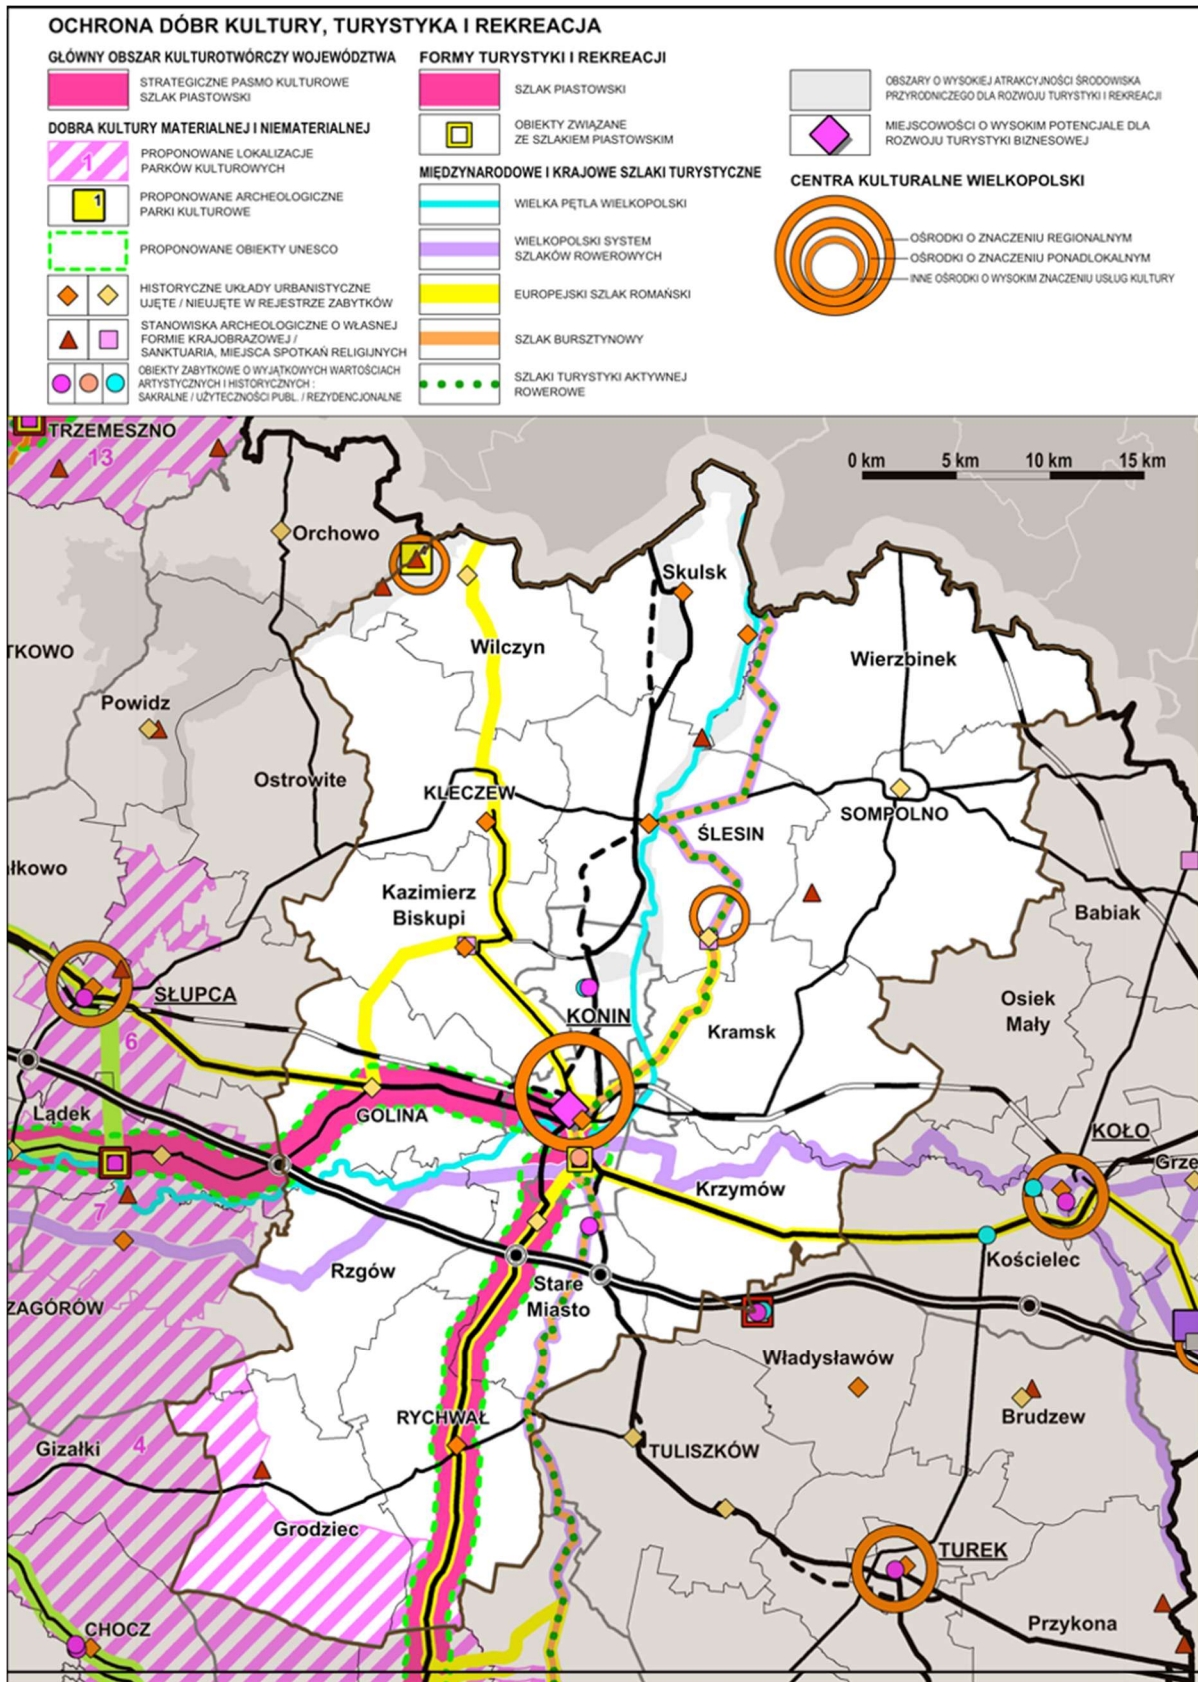 OCHRONA DÓBR KULTURY, TURYSTYKA I REKREACJA
GŁÓWNY OBSZAR KULTUROTWÓRCZY WOJEWÓDZTWA
STRATEGICZNE PASMO KULTUROWE
SZLAK PIASTOWSKI
DOBRA KULTURY MATERIALNEJ I NIEMATERIALNEJ
1
PROPONOWANE LOKALIZACJE
PARKÓW KULTUROWYCH
1
PROPONOWANE ARCHEOLOGICZNE
PARKI KULTUROWE
PROPONOWANE OBIEKTY UNESCO
HISTORYCZNE UKŁADY URBANISTYCZNE
UJĘTE / NIEUJĘTE W REJESTRZE ZABYTKÓW
STANOWISKA ARCHEOLOGICZNE O WŁASNEJ
FORMIE KRAJOBRAZOWEJ /
SANKTUARIA, MIEJSCA SPOTKAŃ RELIGIJNYCH
OBIEKTY ZABYTKOWE O WYJĄTKOWYCH WARTOŚCIACH
ARTYSTYCZNYCH I HISTORYCZNYCH :
SAKRALNE / UŻYTECZNOŚCI PUBL. / REZYDENCJONALNE
FORMY TURYSTYKI I REKREACJI
SZLAK PIASTOWSKI
OBIEKTY ZWIĄZANE
ZE SZLAKIEM PIASTOWSKIM
MIĘDZYNARODOWE I KRAJOWE SZLAKI TURYSTYCZNE
WIELKA PĘTLA WIELKOPOLSKI
WIELKOPOLSKI SYSTEM
SZLAKÓW ROWEROWYCH
EUROPEJSKI SZLAK ROMAŃSKI
SZLAK BURSZTYNOWY
SZLAKI TURYSTYKI AKTYWNEJ
ROWEROWE
OBSZARY O WYSOKIEJ ATRAKCYJNOŚCI ŚRODOWISKA
PRZYRODNICZEGO DLA ROZWOJU TURYSTYKI I REKREACJI
MIEJSCOWOŚCI O WYSOKIM POTENCJALE DLA
ROZWOJU TURYSTYKI BIZNESOWEJ
CENTRA KULTURALNE WIELKOPOLSKI
OŚRODKI O ZNACZENIU REGIONALNYM
OŚRODKI O ZNACZENIU PONADLOKALNYM
INNE OŚRODKI O WYSOKIM ZNACZENIU USŁUG KULTURY
TRZEMESZNO
13
0 km 5 km 10 km 15 km
Orchowo
Skulsk
TKOWO
Wilczyn
Wierzbinek
Powidz
Ostrowite
KLECZEW
SOMPOLNO
ŚLESIN
łkowo
Kazimierz
Biskupi
Babiak
SŁUPCA
Osiek
Mały
KONIN
Kramsk
6
Lądek
GOLINA
KOŁO
Grze
Krzymów
7
Rzgów
Kościelec
Stare
Miasto
ZAGÓRÓW
Władysławów
RYCHWAŁ
Brudzew
Gizałki
4
TULISZKÓW
Grodziec
TUREK
CHOCZ
Przykona
7